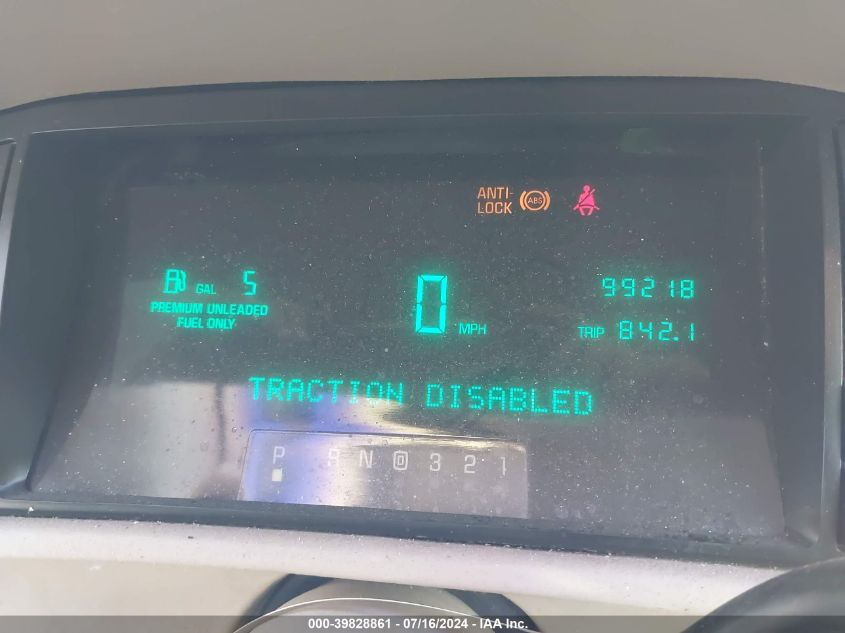 ANTI-
LOCK ABS
GAL 5
PREMIUM UNLEADED
FUEL ONLY
0 MPH
99218
TRIP 842.1
TRACTION DISABLED
P R N D 3 2 1
000-39828861 - 07/16/2024 - IAA Inc.